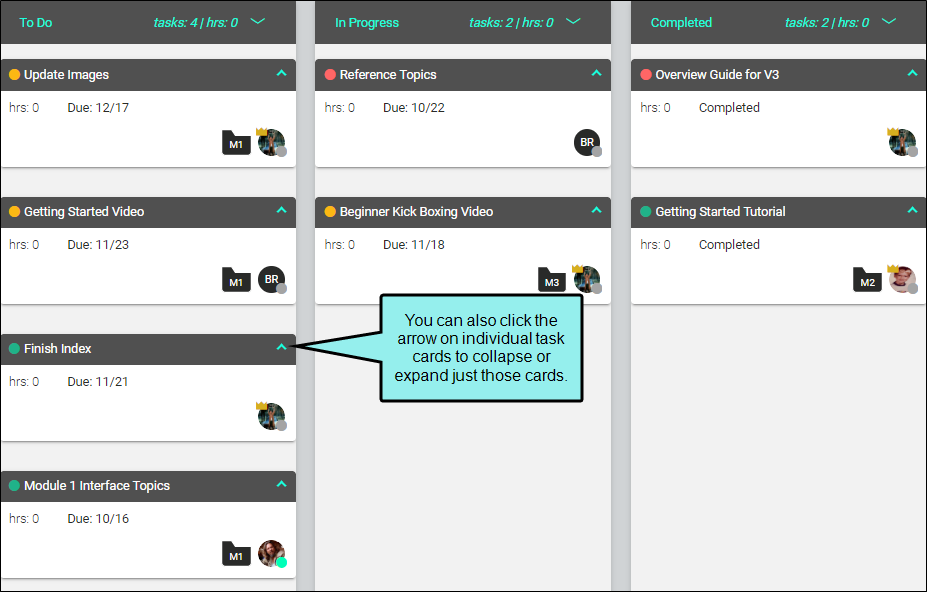 To Do
tasks: 4 | hrs: 0
Update Images
hrs: 0
Due: 12/17
M1
Getting Started Video
hrs: 0
Due: 11/23
M1
BR
Finish Index
hrs: 0
Due: 11/21
Module 1 Interface Topics
hrs: 0
Due: 10/16
M1
In Progress
tasks: 2 | hrs: 0
Reference Topics
hrs: 0
Due: 10/22
BR
Beginner Kick Boxing Video
hrs: 0
Due: 11/18
M3
You can also click the
arrow on individual task
cards to collapse or
expand just those cards.
Completed
tasks: 2 | hrs: 0
Overview Guide for V3
hrs: 0
Completed
Getting Started Tutorial
hrs: 0
Completed
M2